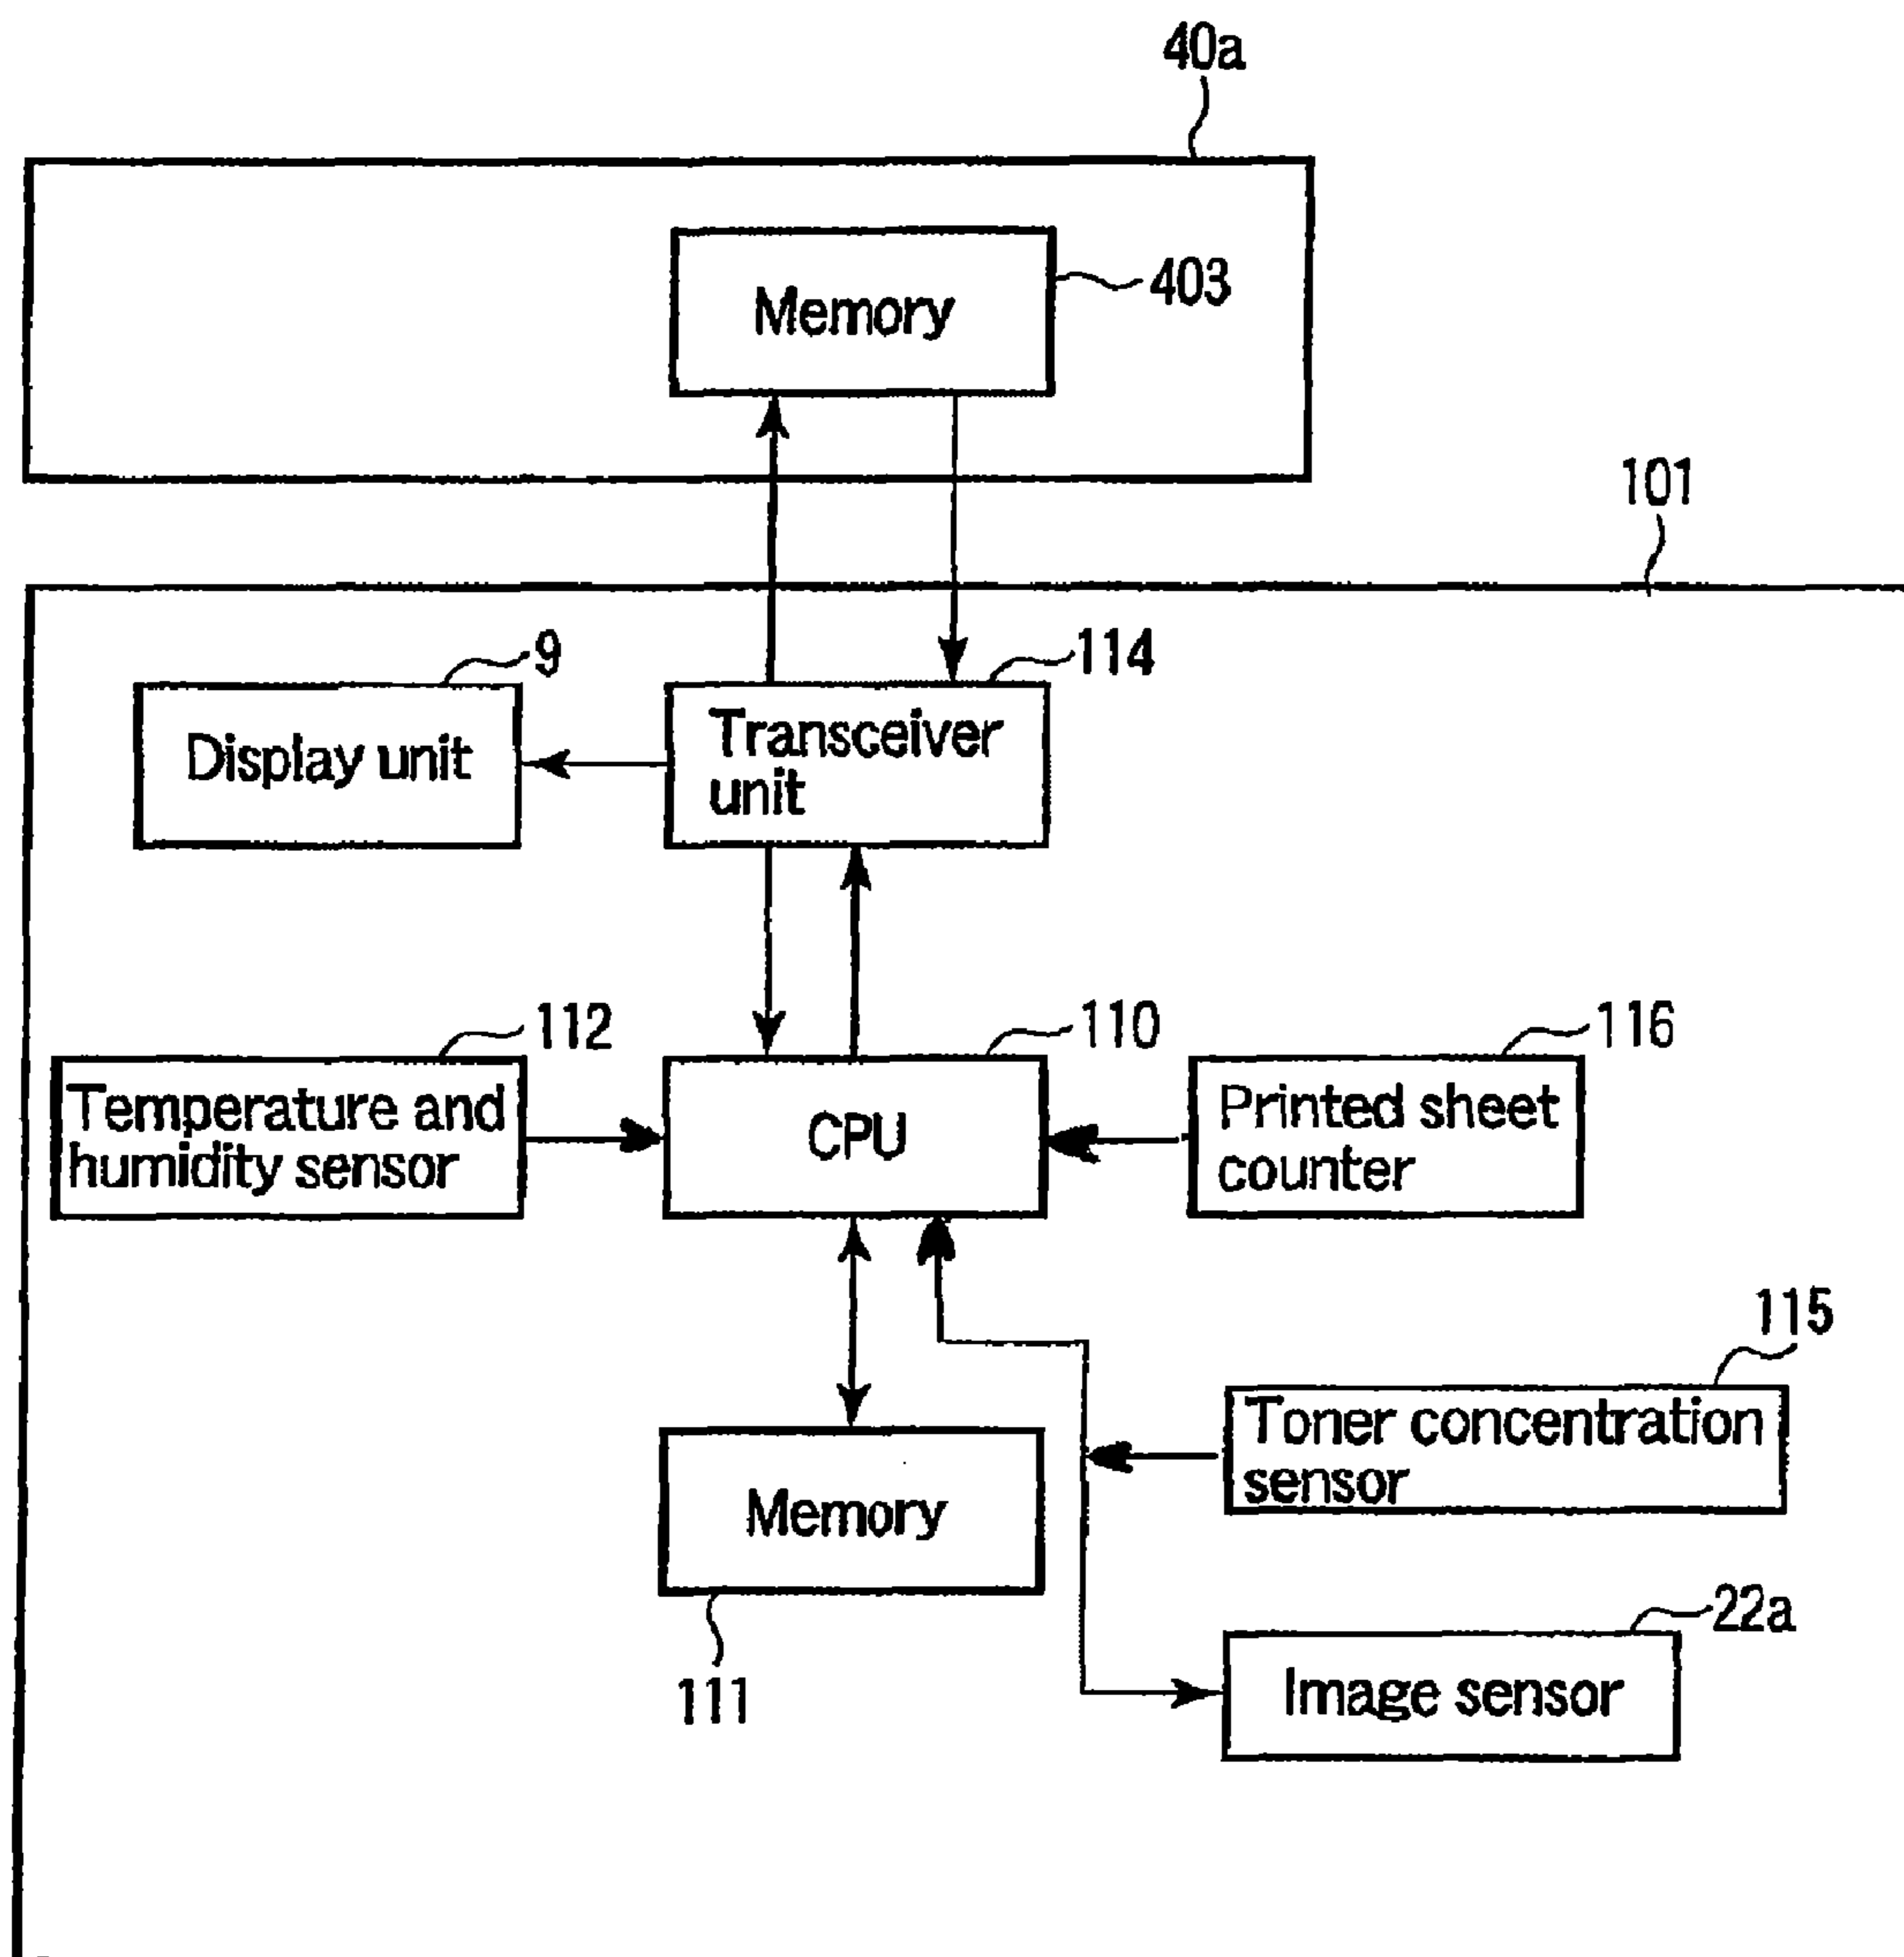 40a
Memory
403
101
9
114
Display unit
Transceiver
unit
112
110
116
Temperature and
humidity sensor
CPU
Printed sheet
counter
115
Toner concentration
sensor
Memory
22a
111
Image sensor